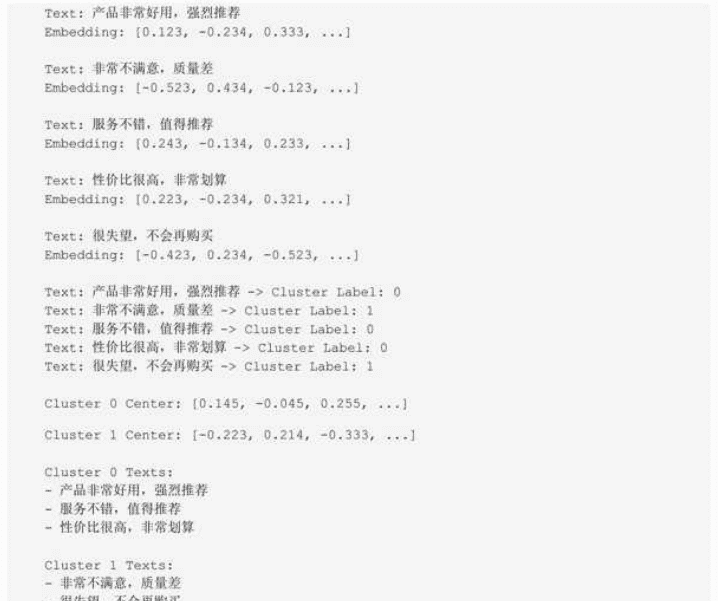 Text: 产品非常好用，强烈推荐
Embedding: [0.123, -0.234, 0.333, ...]
Text: 非常不满意，质量差
Embedding: [-0.523, 0.434, -0.123, ...]
Text: 服务不错，值得推荐
Embedding: [0.243, -0.134, 0.233, ...]
Text: 性价比很高，非常划算
Embedding: [0.223, -0.234, 0.321, ...]
Text: 很失望，不会再购买
Embedding: [-0.423, 0.234, -0.523, ...]
Text: 产品非常好用，强烈推荐 -> Cluster Label: 0
Text: 非常不满意，质量差 -> Cluster Label: 1
Text: 服务不错，值得推荐 -> Cluster Label: 0
Text: 性价比很高，非常划算 -> Cluster Label: 0
Text: 很失望，不会再购买 -> Cluster Label: 1
Cluster 0 Center: [0.145, -0.045, 0.255, ...]
Cluster 1 Center: [-0.223, 0.214, -0.333, ...]
Cluster 0 Texts:
- 产品非常好用，强烈推荐
- 服务不错，值得推荐
- 性价比很高，非常划算
Cluster 1 Texts:
- 非常不满意，质量差
- 很失望，不会再购买